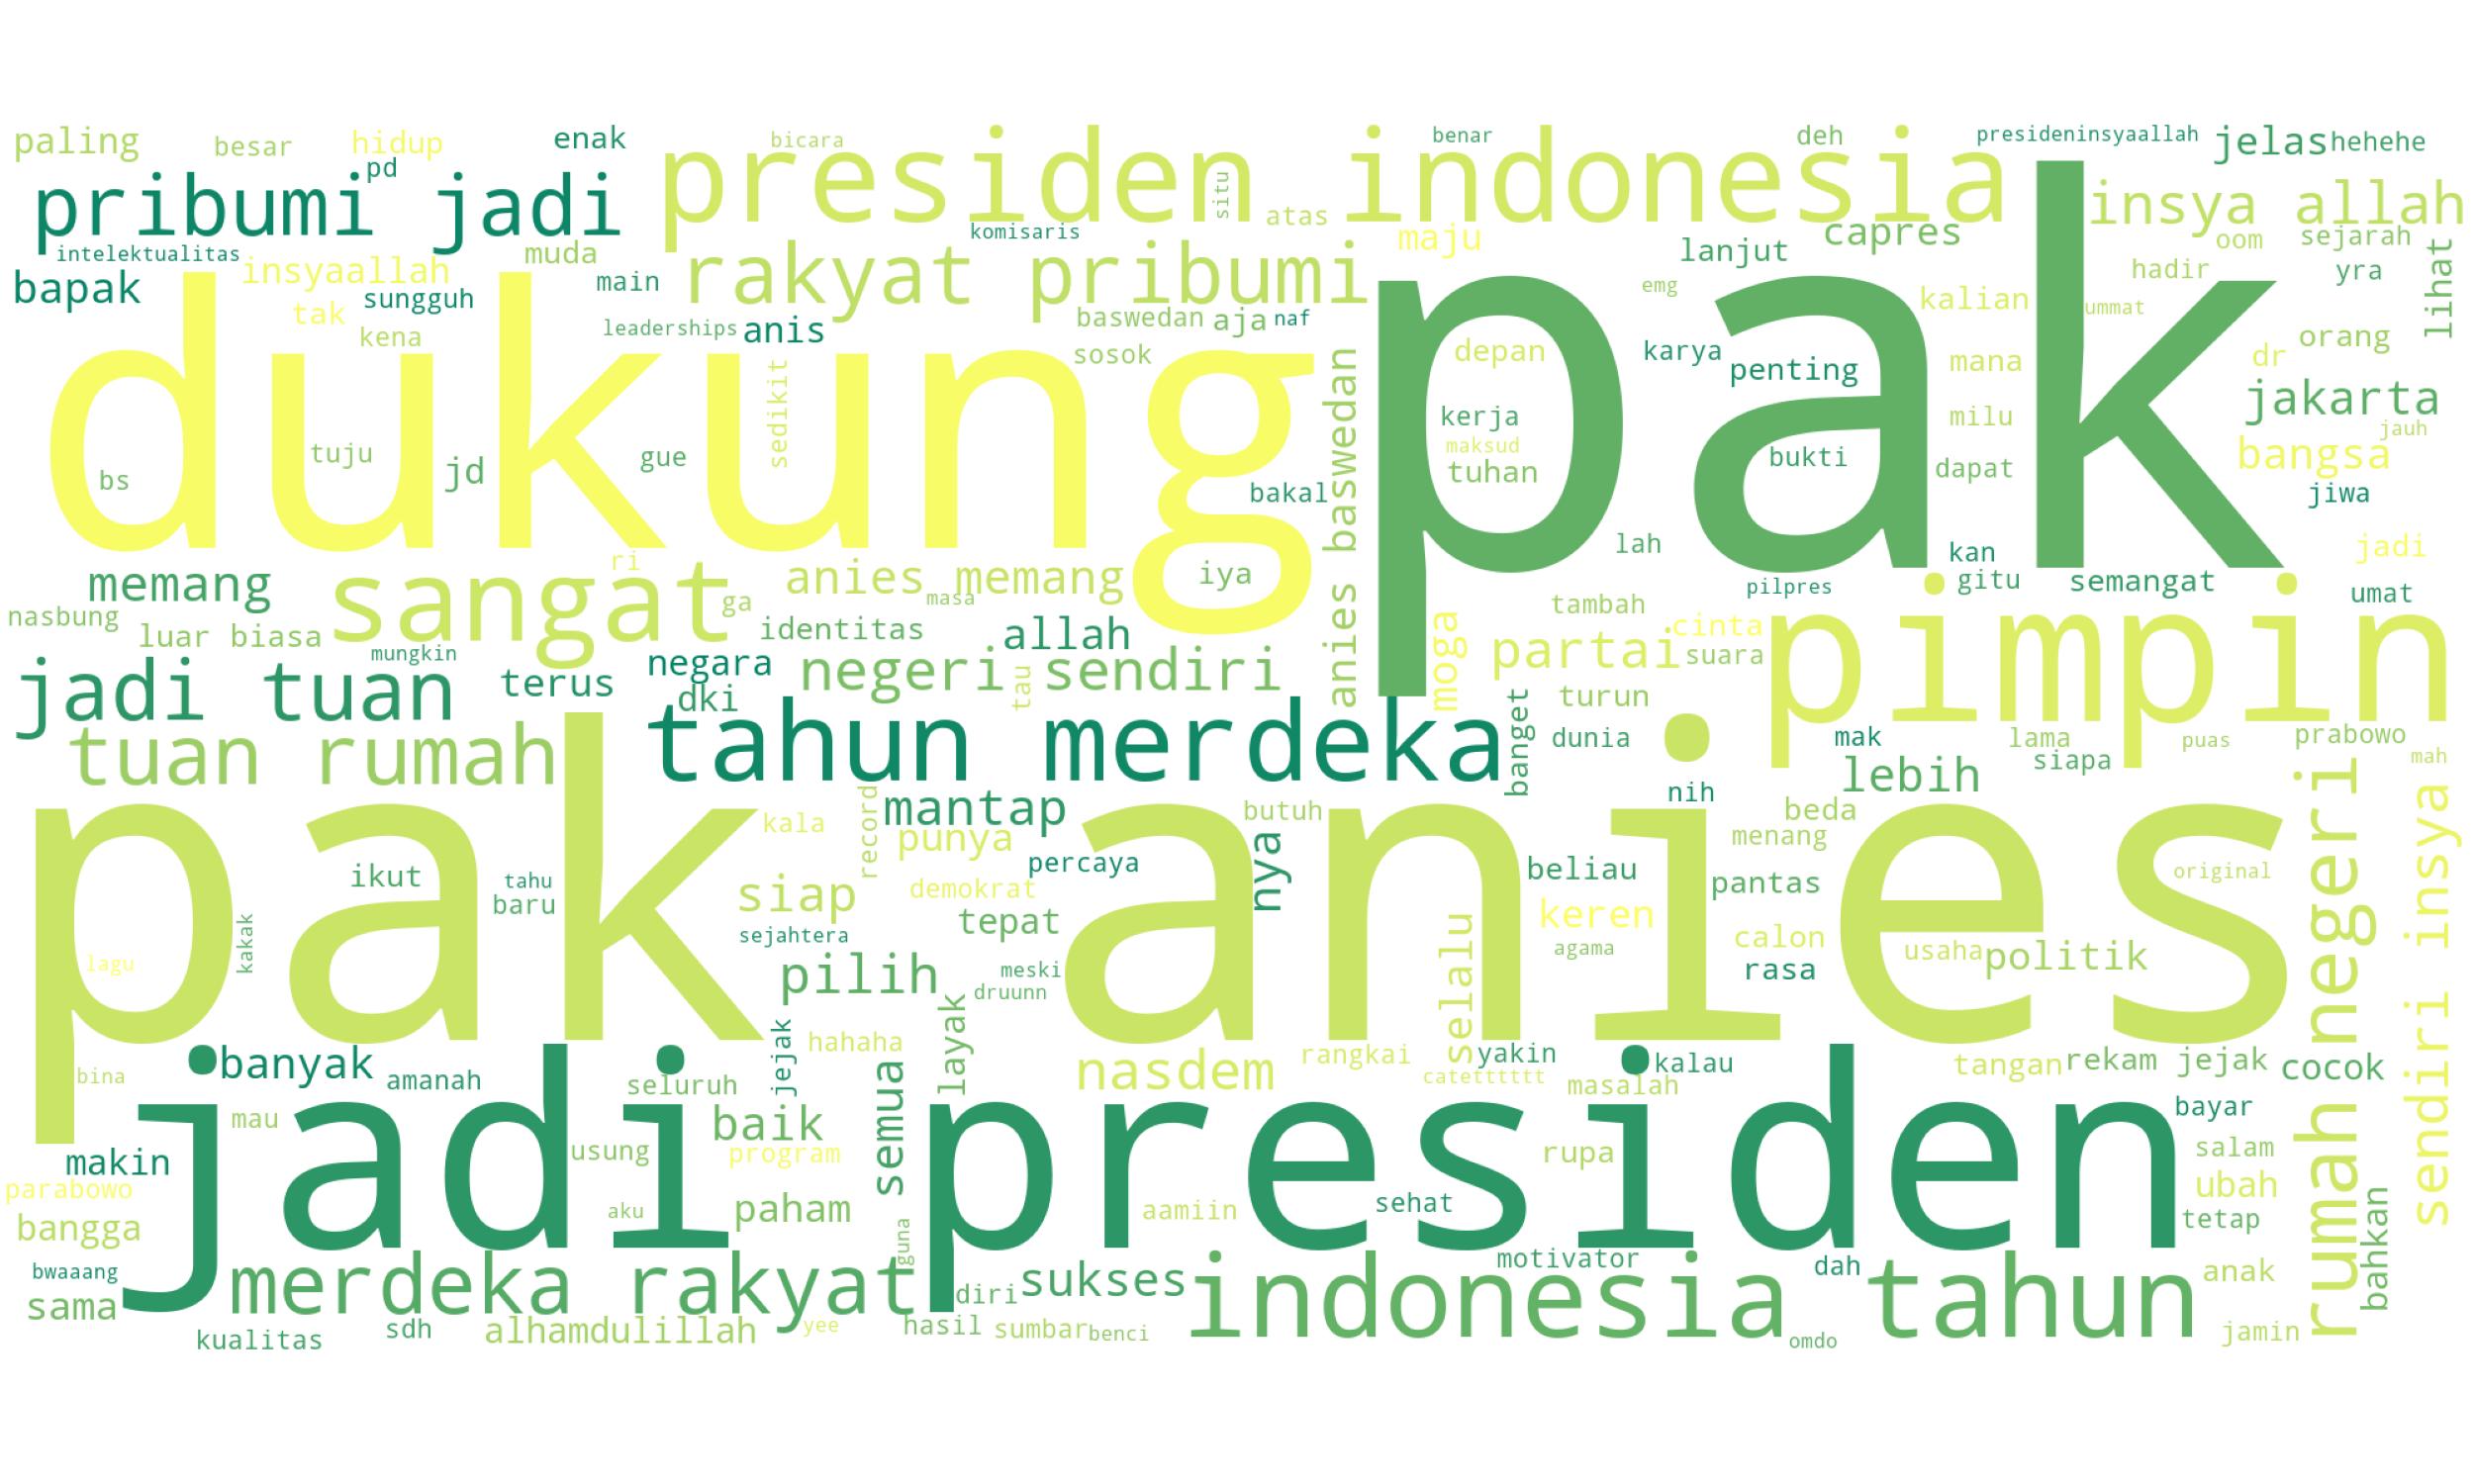 paling
besar
hidup
enak
bicara
presiden indonesia
benar
deh
presideninsyaallah
jelas
hehehe
pd
pribumi jadi
situ
atas
insya allah
intelektualitas
muda
komisaris
maju
lanjut
capres
oom
sejarah
bapak
insyaallah
main
rakyat pribumi
hadir
yra
lihat
tak
sungguh
emg
kalian
ummat
kena
leaderships
anis
baswedan
aja
naf
orang
dukung
pak
sosok
depan
karya
penting
mana
dr
sedikit
anies baswedan
kerja
milu
jakarta
jauh
tuju
gue
maksud
bukti
bangsa
bs
jd
tuhan
dapat
bakal
jiwa
lah
kan
jadi
ri
memang
sangat
anies memang
iya
pilpres
gitu
semangat
umat
nasbung
ga
masa
tambah
luar biasa
identitas
allah
cinta
pimpin
mungkin
negara
negeri sendiri
moga
partai
suara
jadi tuan
terus
dki
tau
turun
tuan rumah
tahun merdeka
banget
dunia
mak
lama
puas
prabowo
siapa
mah
lebih
nih
pak anies
kala
record
mantap
butuh
beda
rumah negeri
sendiri insya
punya
nya
menang
percaya
beliau
ikut
tahu
original
baru
siap
demokrat
pantas
kakak
tepat
keren
lagu
sejahtera
selalu
agama
calon
usaha
politik
pilih
meski
rasa
druunn
layak
jejak
hahaha
banyak
rangkai
yakin
kalau
tangan
rekam jejak
cocok
bina
amanah
seluruh
semua
nasdem
catetttttt
masalah
jadi
presiden
bayar
mau
baik
usung
program
rupa
salam
makin
parabowo
ubah
bangga
aku
paham
aamiin
sehat
tetap
bahkan
guna
bwaaang
merdeka rakyat
motivator
dah
anak
sama
diri
sukses
indonesia tahun
kualitas
sdh
alhamdulillah
yee
hasil
sumbar
benci
omdo
jamin